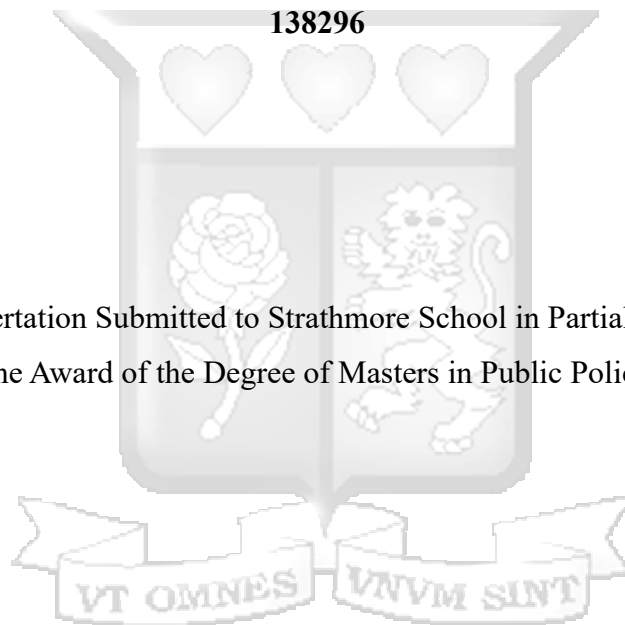 138296
ertation Submitted to Strathmore School in Partial
ne Award of the Degree of Masters in Public Polic
VT OMNES VNVM SINT